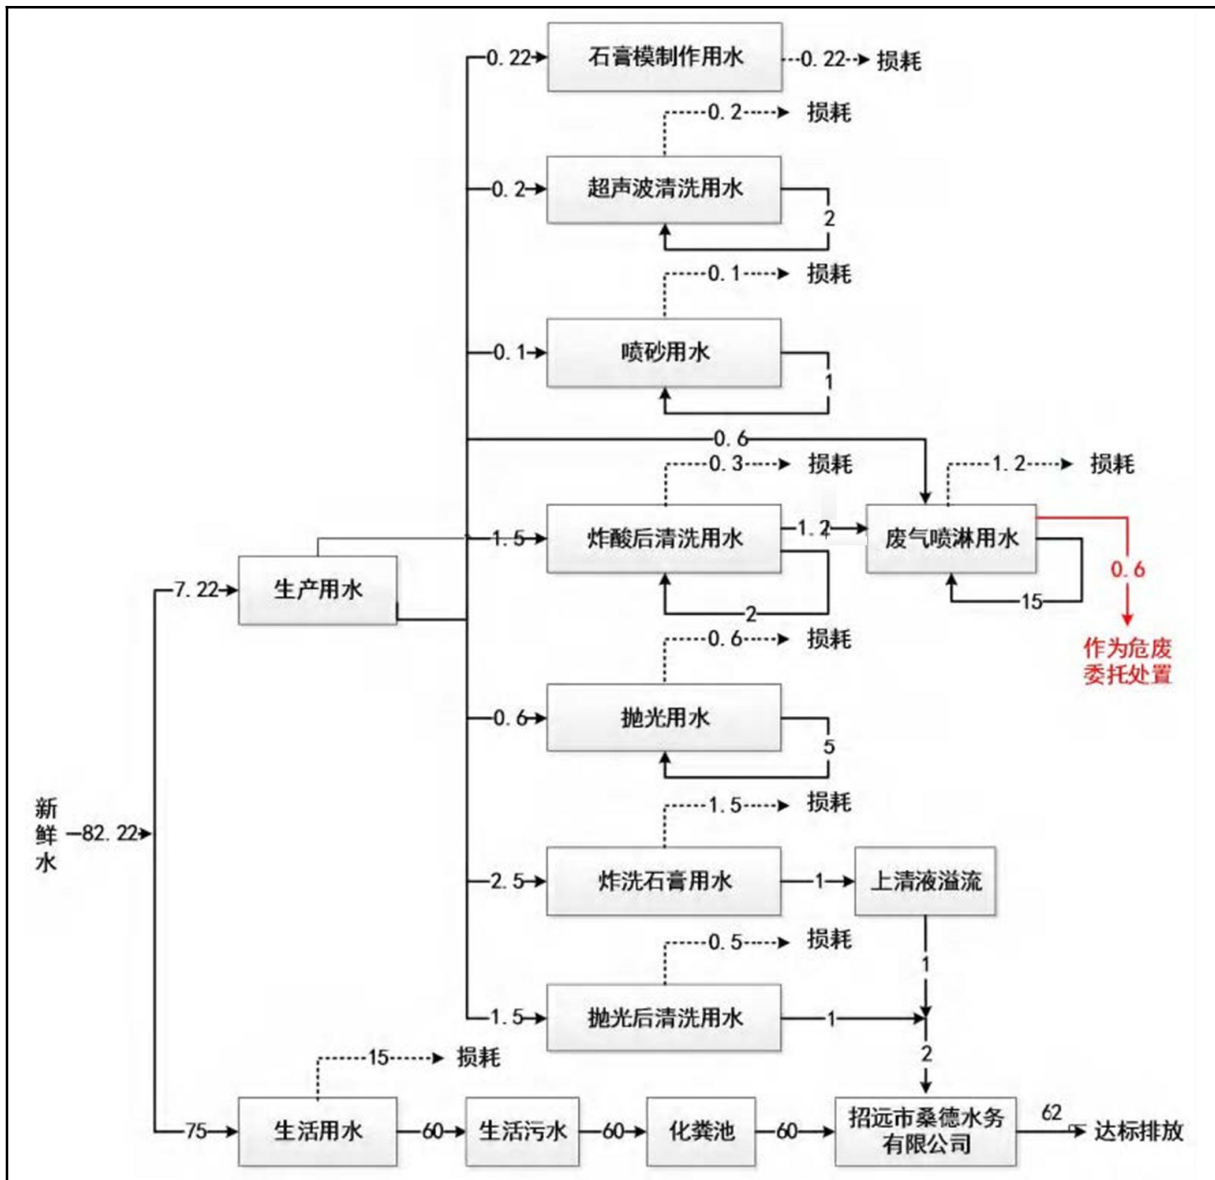 0.22
石膏模制作用水
0.22
损耗
0.2
损耗
0.2
超声波清洗用水
2
0.1
损耗
0.1
喷砂用水
1
0.6
0.3
损耗
1.2
损耗
1.5
炸酸后清洗用水
1.2
废气喷淋用水
2
15
0.6
作为危废
委托处置
7.22
生产用水
0.6
损耗
0.6
抛光用水
5
新
鲜
水
82.22
1.5
损耗
2.5
炸洗石膏用水
1
上清液溢流
0.5
损耗
1
1.5
抛光后清洗用水
1
2
15
损耗
75
生活用水
60
生活污水
60
化粪池
60
招远市桑德水务
有限公司
62
达标排放